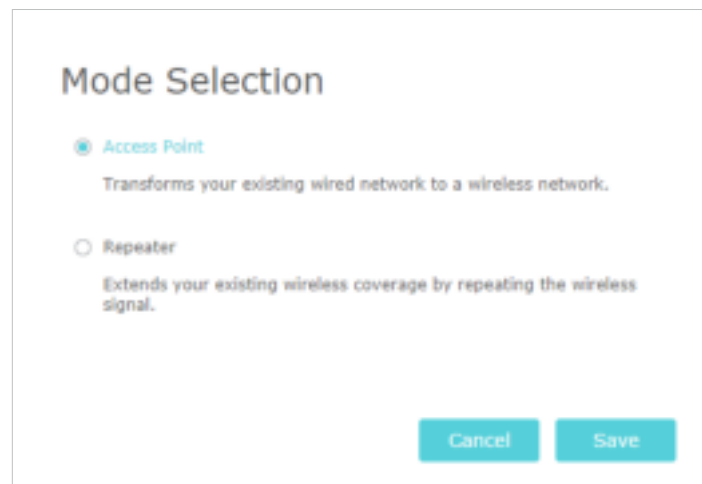 Mode Selection
Access Point
Transforms your existing wired network to a wireless network.
Repeater
Extends your existing wireless coverage by repeating the wireless
signal.
Cancel Save